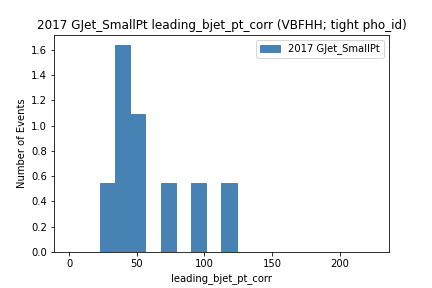 2017 GJet_SmallPt leading_bjet_pt_corr (VBFHH; tight pho_id)
2017 GJet_SmallPt
Number of Events
1.6
1.4
1.2
1.0
0.8
0.6
0.4
0.2
0.0
0 50 100 150 200
leading_bjet_pt_corr